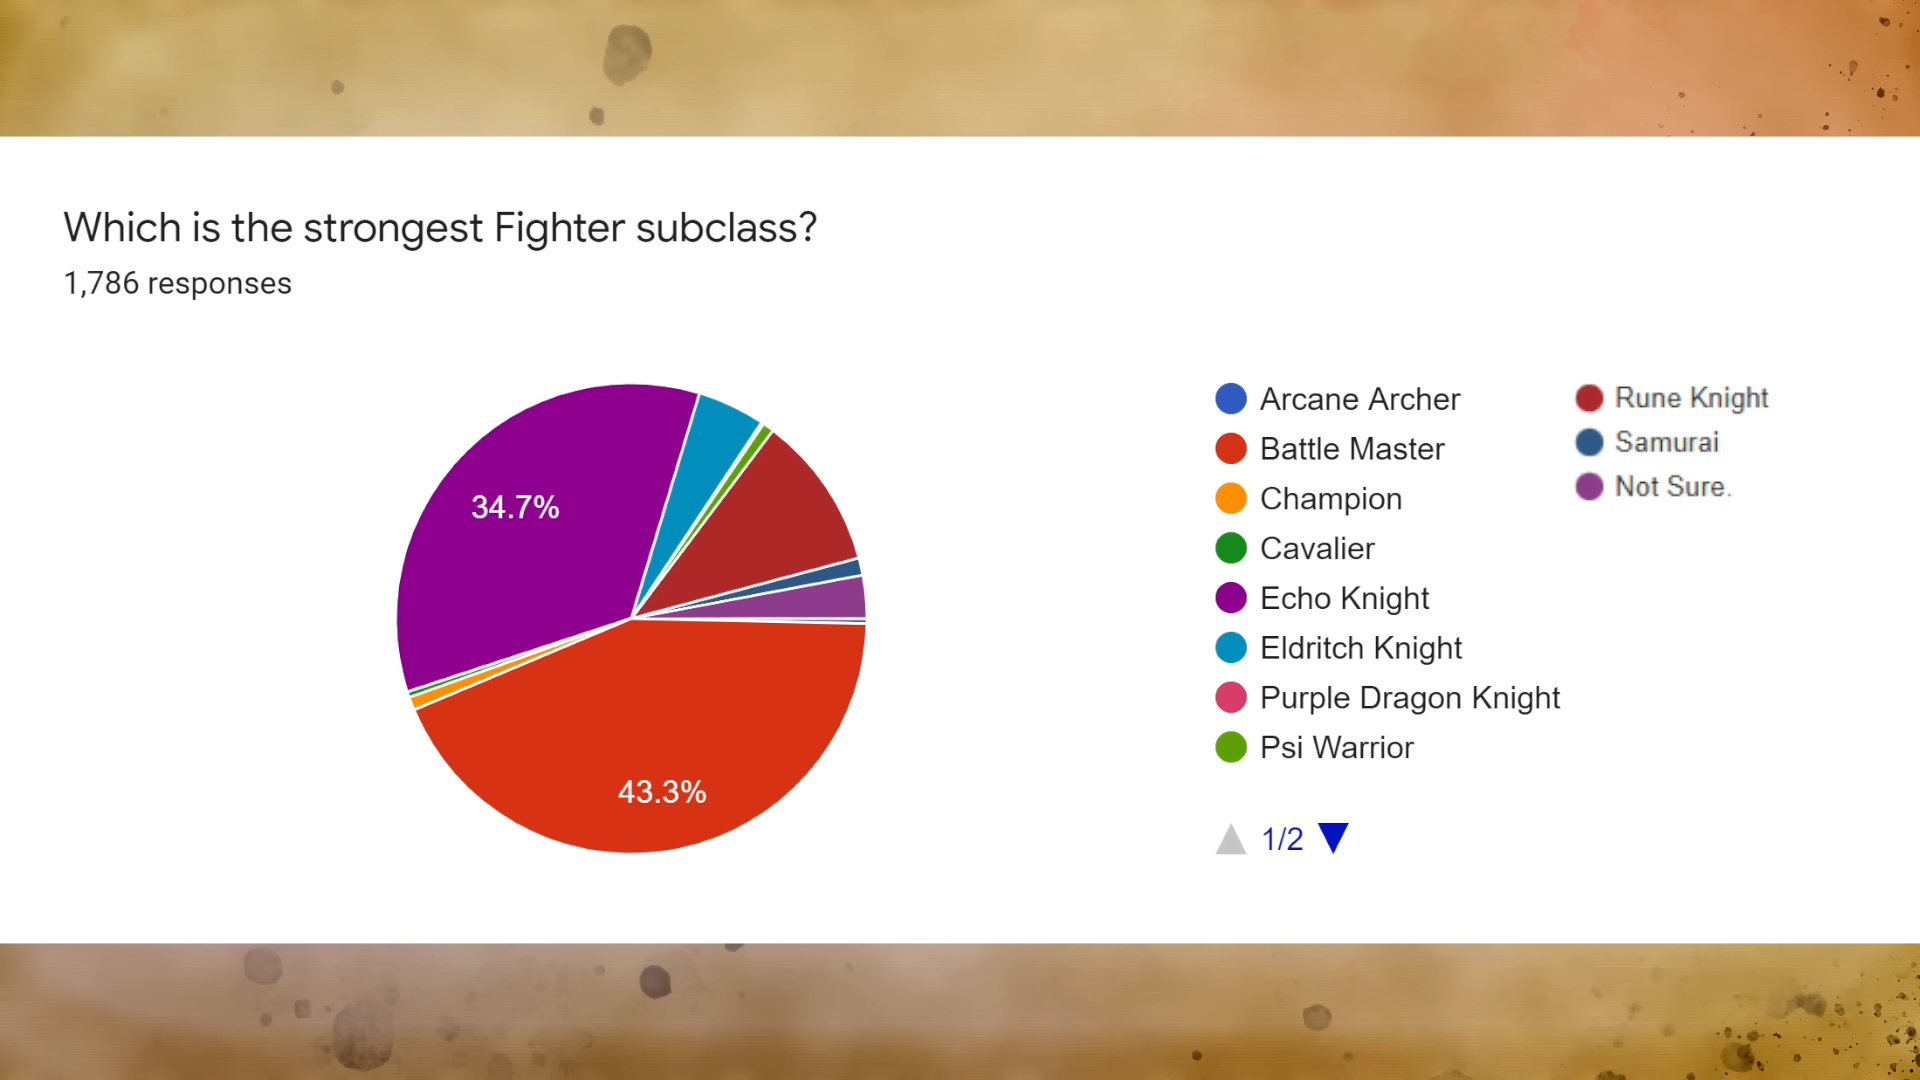 Which is the strongest Fighter subclass?
1,786 responses
34.7%
43.3%
Arcane Archer
Battle Master
Champion
Cavalier
Echo Knight
Eldritch Knight
Purple Dragon Knight
Psi Warrior
1/2
Rune Knight
Samurai
Not Sure.